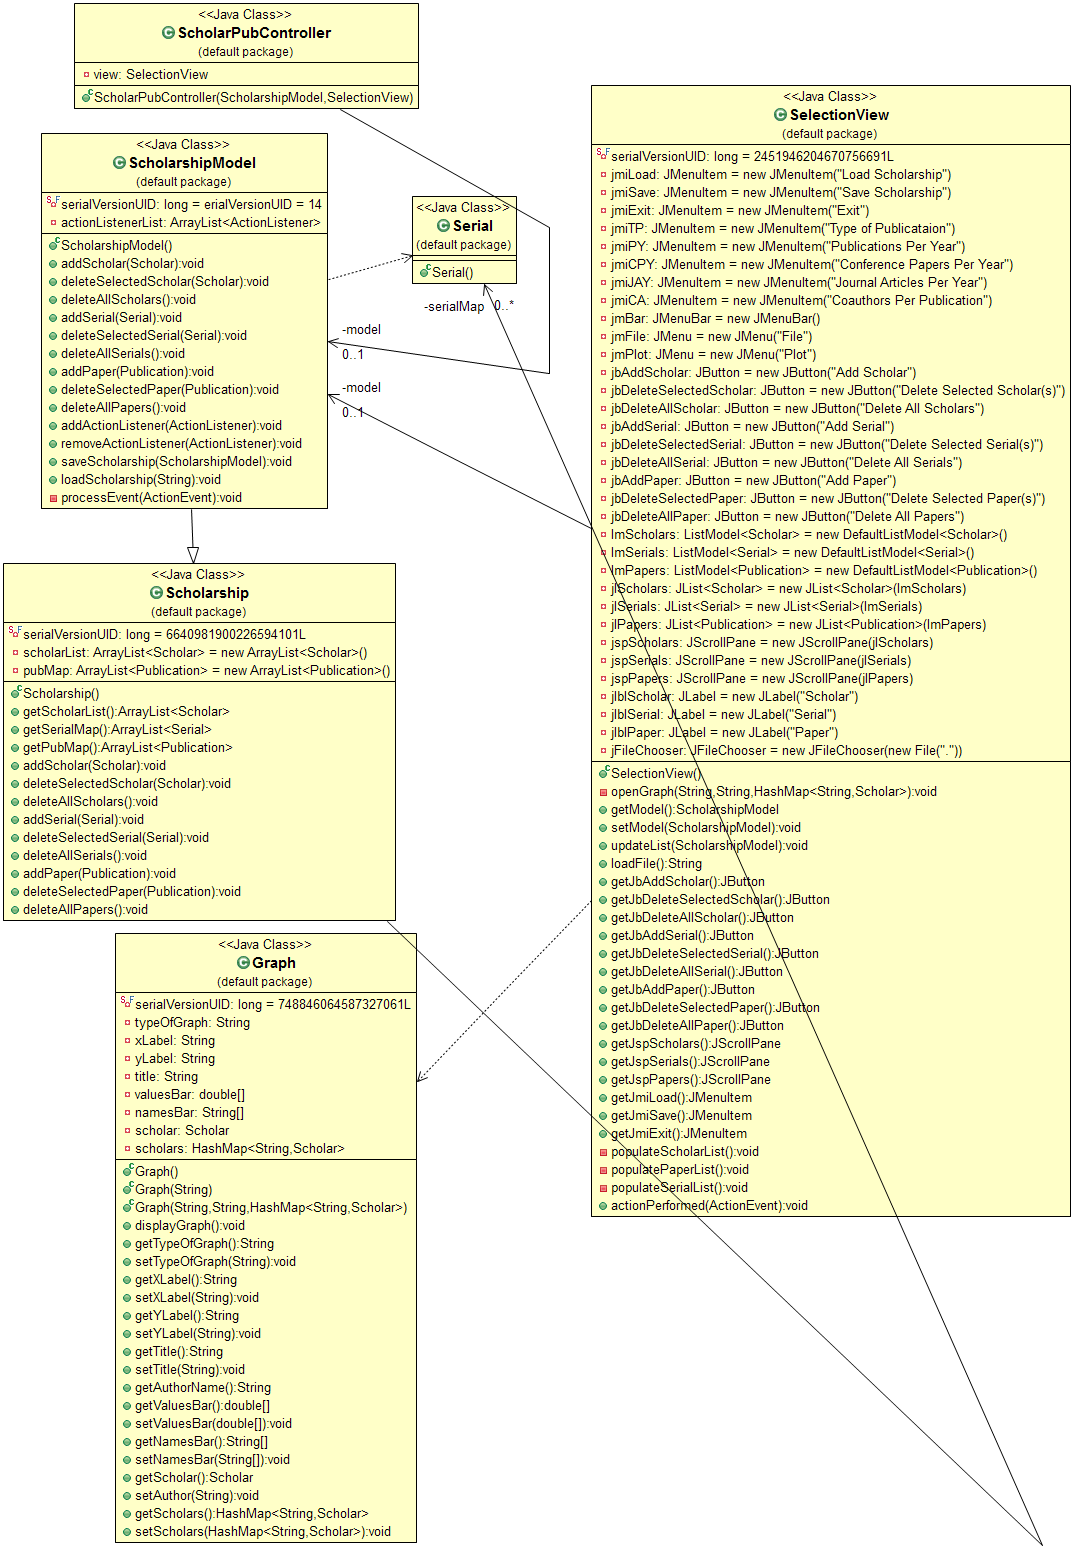 <<Java Class>>
ScholarPubController
(default package)
view: SelectionView
ScholarPubController(ScholarshipModel,SelectionView)
<<Java Class>>
ScholarshipModel
(default package)
serialVersionUID: long = erialVersionUID = 14
actionListenerList: ArrayList<ActionListener>
ScholarshipModel()
addScholar(Scholar):void
deleteSelectedScholar(Scholar):void
deleteAllScholars():void
addSerial(Serial):void
deleteSelectedSerial(Serial):void
deleteAllSerials():void
addPaper(Publication):void
deleteSelectedPaper(Publication):void
deleteAllPapers():void
addActionListener(ActionListener):void
removeActionListener(ActionListener):void
saveScholarship(ScholarshipModel):void
loadScholarship(String):void
processEvent(ActionEvent):void
<<Java Class>>
Serial
(default package)
Serial()
-serialMap 0..*
-model
0..1
-model
0..1
<<Java Class>>
Scholarship
(default package)
serialVersionUID: long = 6640981900226594101L
scholarList: ArrayList<Scholar> = new ArrayList<Scholar>()
pubMap: ArrayList<Publication> = new ArrayList<Publication>()
Scholarship()
getScholarList():ArrayList<Scholar>
getSerialMap():ArrayList<Serial>
getPubMap():ArrayList<Publication>
addScholar(Scholar):void
deleteSelectedScholar(Scholar):void
deleteAllScholars():void
addSerial(Serial):void
deleteSelectedSerial(Serial):void
deleteAllSerials():void
addPaper(Publication):void
deleteSelectedPaper(Publication):void
deleteAllPapers():void
<<Java Class>>
Graph
(default package)
serialVersionUID: long = 748846064587327061L
typeOfGraph: String
xLabel: String
yLabel: String
title: String
valuesBar: double[]
namesBar: String[]
scholar: Scholar
scholars: HashMap<String,Scholar>
Graph()
Graph(String)
Graph(String,String,HashMap<String,Scholar>)
displayGraph():void
getTypeOfGraph():String
setTypeOfGraph(String):void
getXLabel():String
setXLabel(String):void
getYLabel():String
setYLabel(String):void
getTitle():String
setTitle(String):void
getAuthorName():String
getValuesBar():double[]
setValuesBar(double[]):void
getNamesBar():String[]
setNamesBar(String[]):void
getScholar():Scholar
setAuthor(String):void
getScholars():HashMap<String,Scholar>
setScholars(HashMap<String,Scholar>):void
<<Java Class>>
SelectionView
(default package)
serialVersionUID: long = 2451946204670756691L
jmiLoad: JMenuItem = new JMenuItem("Load Scholarship")
jmiSave: JMenuItem = new JMenuItem("Save Scholarship")
jmiExit: JMenuItem = new JMenuItem("Exit")
jmiTP: JMenuItem = new JMenuItem("Type of Publicataion")
jmiPY: JMenuItem = new JMenuItem("Publications Per Year")
jmiCPY: JMenuItem = new JMenuItem("Conference Papers Per Year")
jmiJAY: JMenuItem = new JMenuItem("Journal Articles Per Year")
jmiCA: JMenuItem = new JMenuItem("Coauthors Per Publication")
jmBar: JMenuBar = new JMenuBar()
jmFile: JMenu = new JMenu("File")
jmPlot: JMenu = new JMenu("Plot")
jbAddScholar: JButton = new JButton("Add Scholar")
jbDeleteSelectedScholar: JButton = new JButton("Delete Selected Scholar(s)")
jbDeleteAllScholar: JButton = new JButton("Delete All Scholars")
jbAddSerial: JButton = new JButton("Add Serial")
jbDeleteSelectedSerial: JButton = new JButton("Delete Selected Serial(s)")
jbDeleteAllSerial: JButton = new JButton("Delete All Serials")
jbAddPaper: JButton = new JButton("Add Paper")
jbDeleteSelectedPaper: JButton = new JButton("Delete Selected Paper(s)")
jbDeleteAllPaper: JButton = new JButton("Delete All Papers")
lmScholars: ListModel<Scholar> = new DefaultListModel<Scholar>()
lmSerials: ListModel<Serial> = new DefaultListModel<Serial>()
lmPapers: ListModel<Publication> = new DefaultListModel<Publication>()
jlScholars: JList<Scholar> = new JList<Scholar>(lmScholars)
jlSerials: JList<Serial> = new JList<Serial>(lmSerials)
jlPapers: JList<Publication> = new JList<Publication>(lmPapers)
jspScholars: JScrollPane = new JScrollPane(jlScholars)
jspSerials: JScrollPane = new JScrollPane(jlSerials)
jspPapers: JScrollPane = new JScrollPane(jlPapers)
jlblScholar: JLabel = new JLabel("Scholar")
jlblSerial: JLabel = new JLabel("Serial")
jlblPaper: JLabel = new JLabel("Paper")
jFileChooser: JFileChooser = new JFileChooser(new File("."))
SelectionView()
openGraph(String,String,HashMap<String,Scholar>):void
getModel():ScholarshipModel
setModel(ScholarshipModel):void
updateList(ScholarshipModel):void
loadFile():String
getJbAddScholar():JButton
getJbDeleteSelectedScholar():JButton
getJbDeleteAllScholar():JButton
getJbAddSerial():JButton
getJbDeleteSelectedSerial():JButton
getJbDeleteAllSerial():JButton
getJbAddPaper():JButton
getJbDeleteSelectedPaper():JButton
getJbDeleteAllPaper():JButton
getJspScholars():JScrollPane
getJspSerials():JScrollPane
getJspPapers():JScrollPane
getJmiLoad():JMenuItem
getJmiSave():JMenuItem
getJmiExit():JMenuItem
populateScholarList():void
populatePaperList():void
populateSerialList():void
actionPerformed(ActionEvent):void